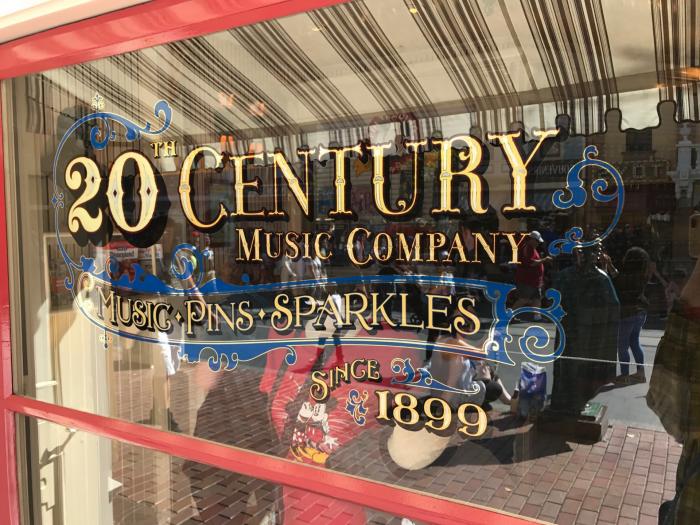 20TH CENTURY
MUSIC COMPANY
MUSIC • PINS • SPARKLES
SINCE
1899